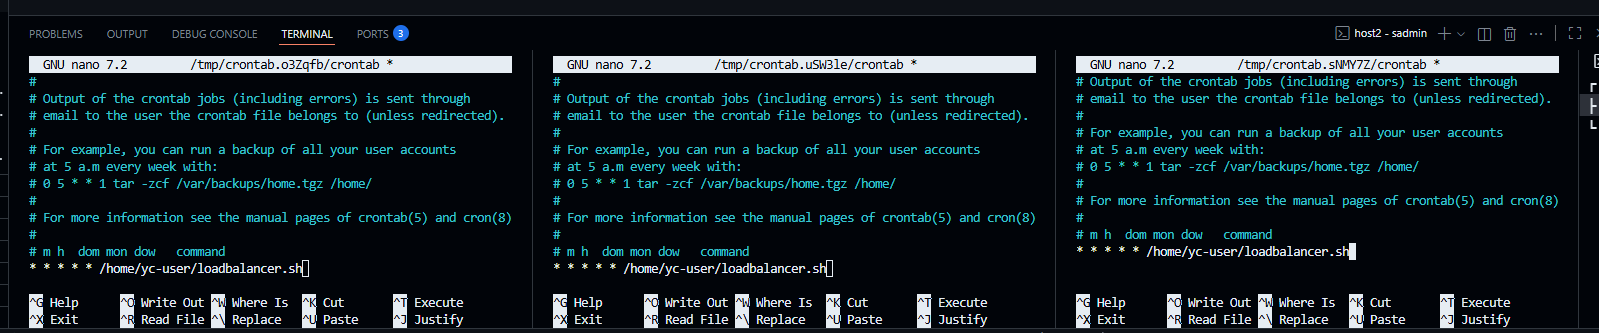 PROBLEMS OUTPUT DEBUG CONSOLE TERMINAL PORTS 3
host2 - sadmin
GNU nano 7.2 /tmp/crontab.o3Zqfb/crontab *
#
# Output of the crontab jobs (including errors) is sent through
# email to the user the crontab file belongs to (unless redirected).
#
# For example, you can run a backup of all your user accounts
# at 5 a.m every week with:
# 0 5 * * 1 tar -zcf /var/backups/home.tgz /home/
#
# For more information see the manual pages of crontab(5) and cron(8)
#
# m h  dom mon dow   command
* * * * * /home/yc-user/loadbalancer.sh
^G Help ^O Write Out ^W Where Is ^K Cut ^T Execute
^X Exit ^R Read File ^\ Replace ^U Paste ^J Justify
GNU nano 7.2 /tmp/crontab.uSW3le/crontab *
#
# Output of the crontab jobs (including errors) is sent through
# email to the user the crontab file belongs to (unless redirected).
#
# For example, you can run a backup of all your user accounts
# at 5 a.m every week with:
# 0 5 * * 1 tar -zcf /var/backups/home.tgz /home/
#
# For more information see the manual pages of crontab(5) and cron(8)
#
# m h  dom mon dow   command
* * * * * /home/yc-user/loadbalancer.sh
^G Help ^O Write Out ^W Where Is ^K Cut ^T Execute
^X Exit ^R Read File ^\ Replace ^U Paste ^J Justify
GNU nano 7.2 /tmp/crontab.sNMY7Z/crontab *
# Output of the crontab jobs (including errors) is sent through
# email to the user the crontab file belongs to (unless redirected).
#
# For example, you can run a backup of all your user accounts
# at 5 a.m every week with:
# 0 5 * * 1 tar -zcf /var/backups/home.tgz /home/
#
# For more information see the manual pages of crontab(5) and cron(8)
#
# m h  dom mon dow   command
* * * * * /home/yc-user/loadbalancer.sh
^G Help ^O Write Out ^W Where Is ^K Cut ^T Execute
^X Exit ^R Read File ^\ Replace ^U Paste ^J Justify